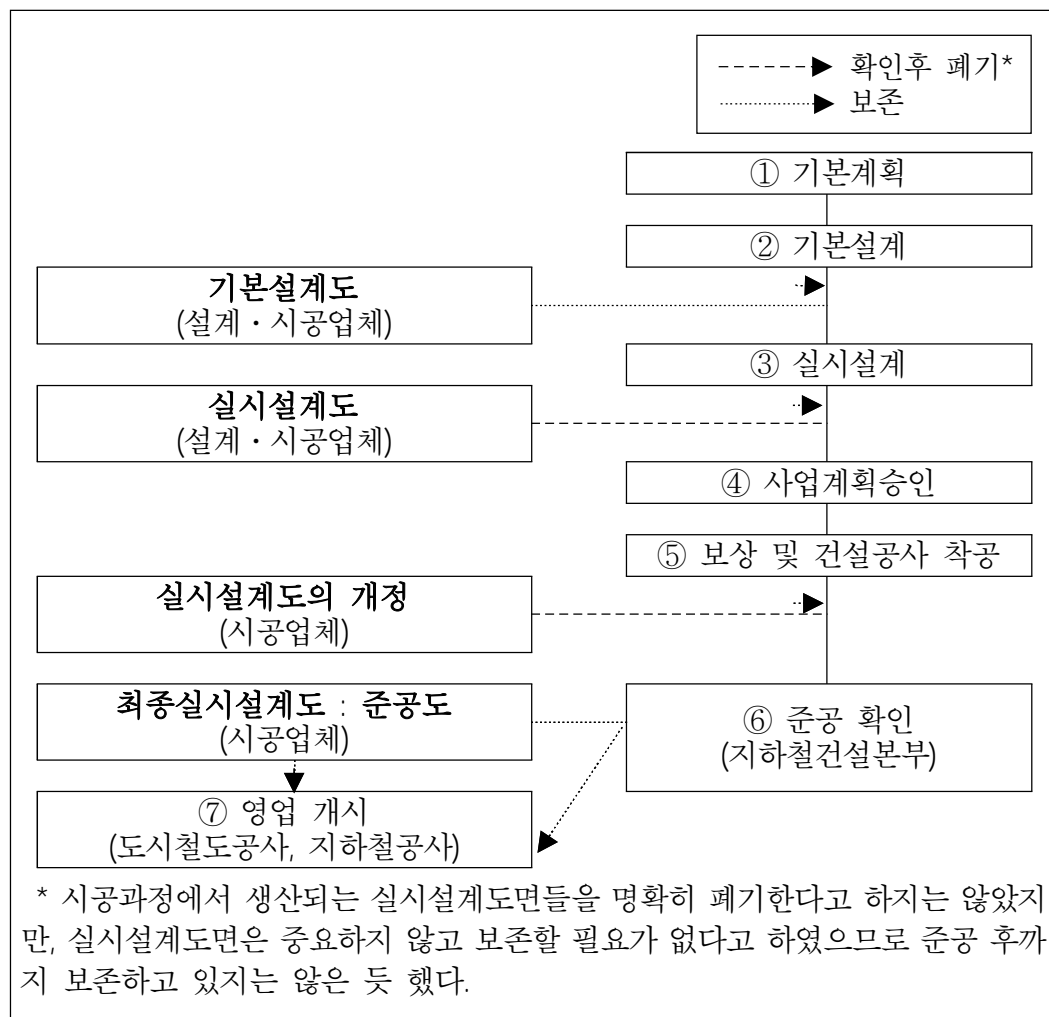 확인후 폐기*
보존
① 기본계획
② 기본설계
기본설계도
(설계·시공업체)
③ 실시설계
실시설계도
(설계·시공업체)
④ 사업계획승인
⑤ 보상 및 건설공사 착공
실시설계도의 개정
(시공업체)
최종실시설계도 : 준공도
(시공업체)
⑥ 준공 확인
(지하철건설본부)
⑦ 영업 개시
(도시철도공사, 지하철공사)
* 시공과정에서 생산되는 실시설계도면들을 명확히 폐기한다고 하지는 않았지
만, 실시설계도면은 중요하지 않고 보존할 필요가 없다고 하였으므로 준공 후까
지 보존하고 있지는 않은 듯 했다.